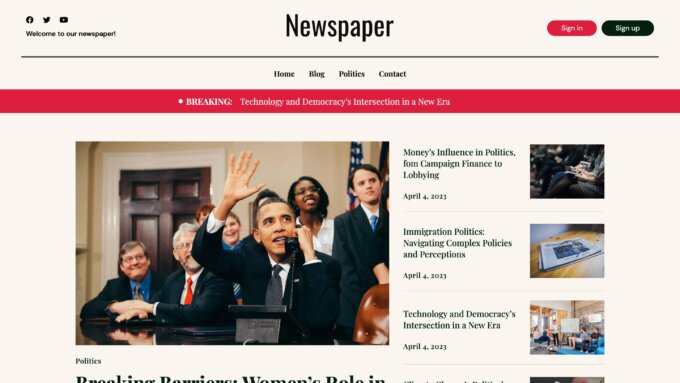 Newspaper
Welcome to our newspaper!
Sign in
Sign up
Home
Blog
Politics
Contact
BREAKING: Technology and Democracy's Intersection in a New Era
Money's Influence in Politics,
fom Campaign Finance to
Lobbying
April 4, 2023
Immigration Politics:
Navigating Complex Policies
and Perceptions
April 4, 2023
Technology and Democracy's
Intersection in a New Era
April 4, 2023
Politics
Breaking Barriers: Women's Role in